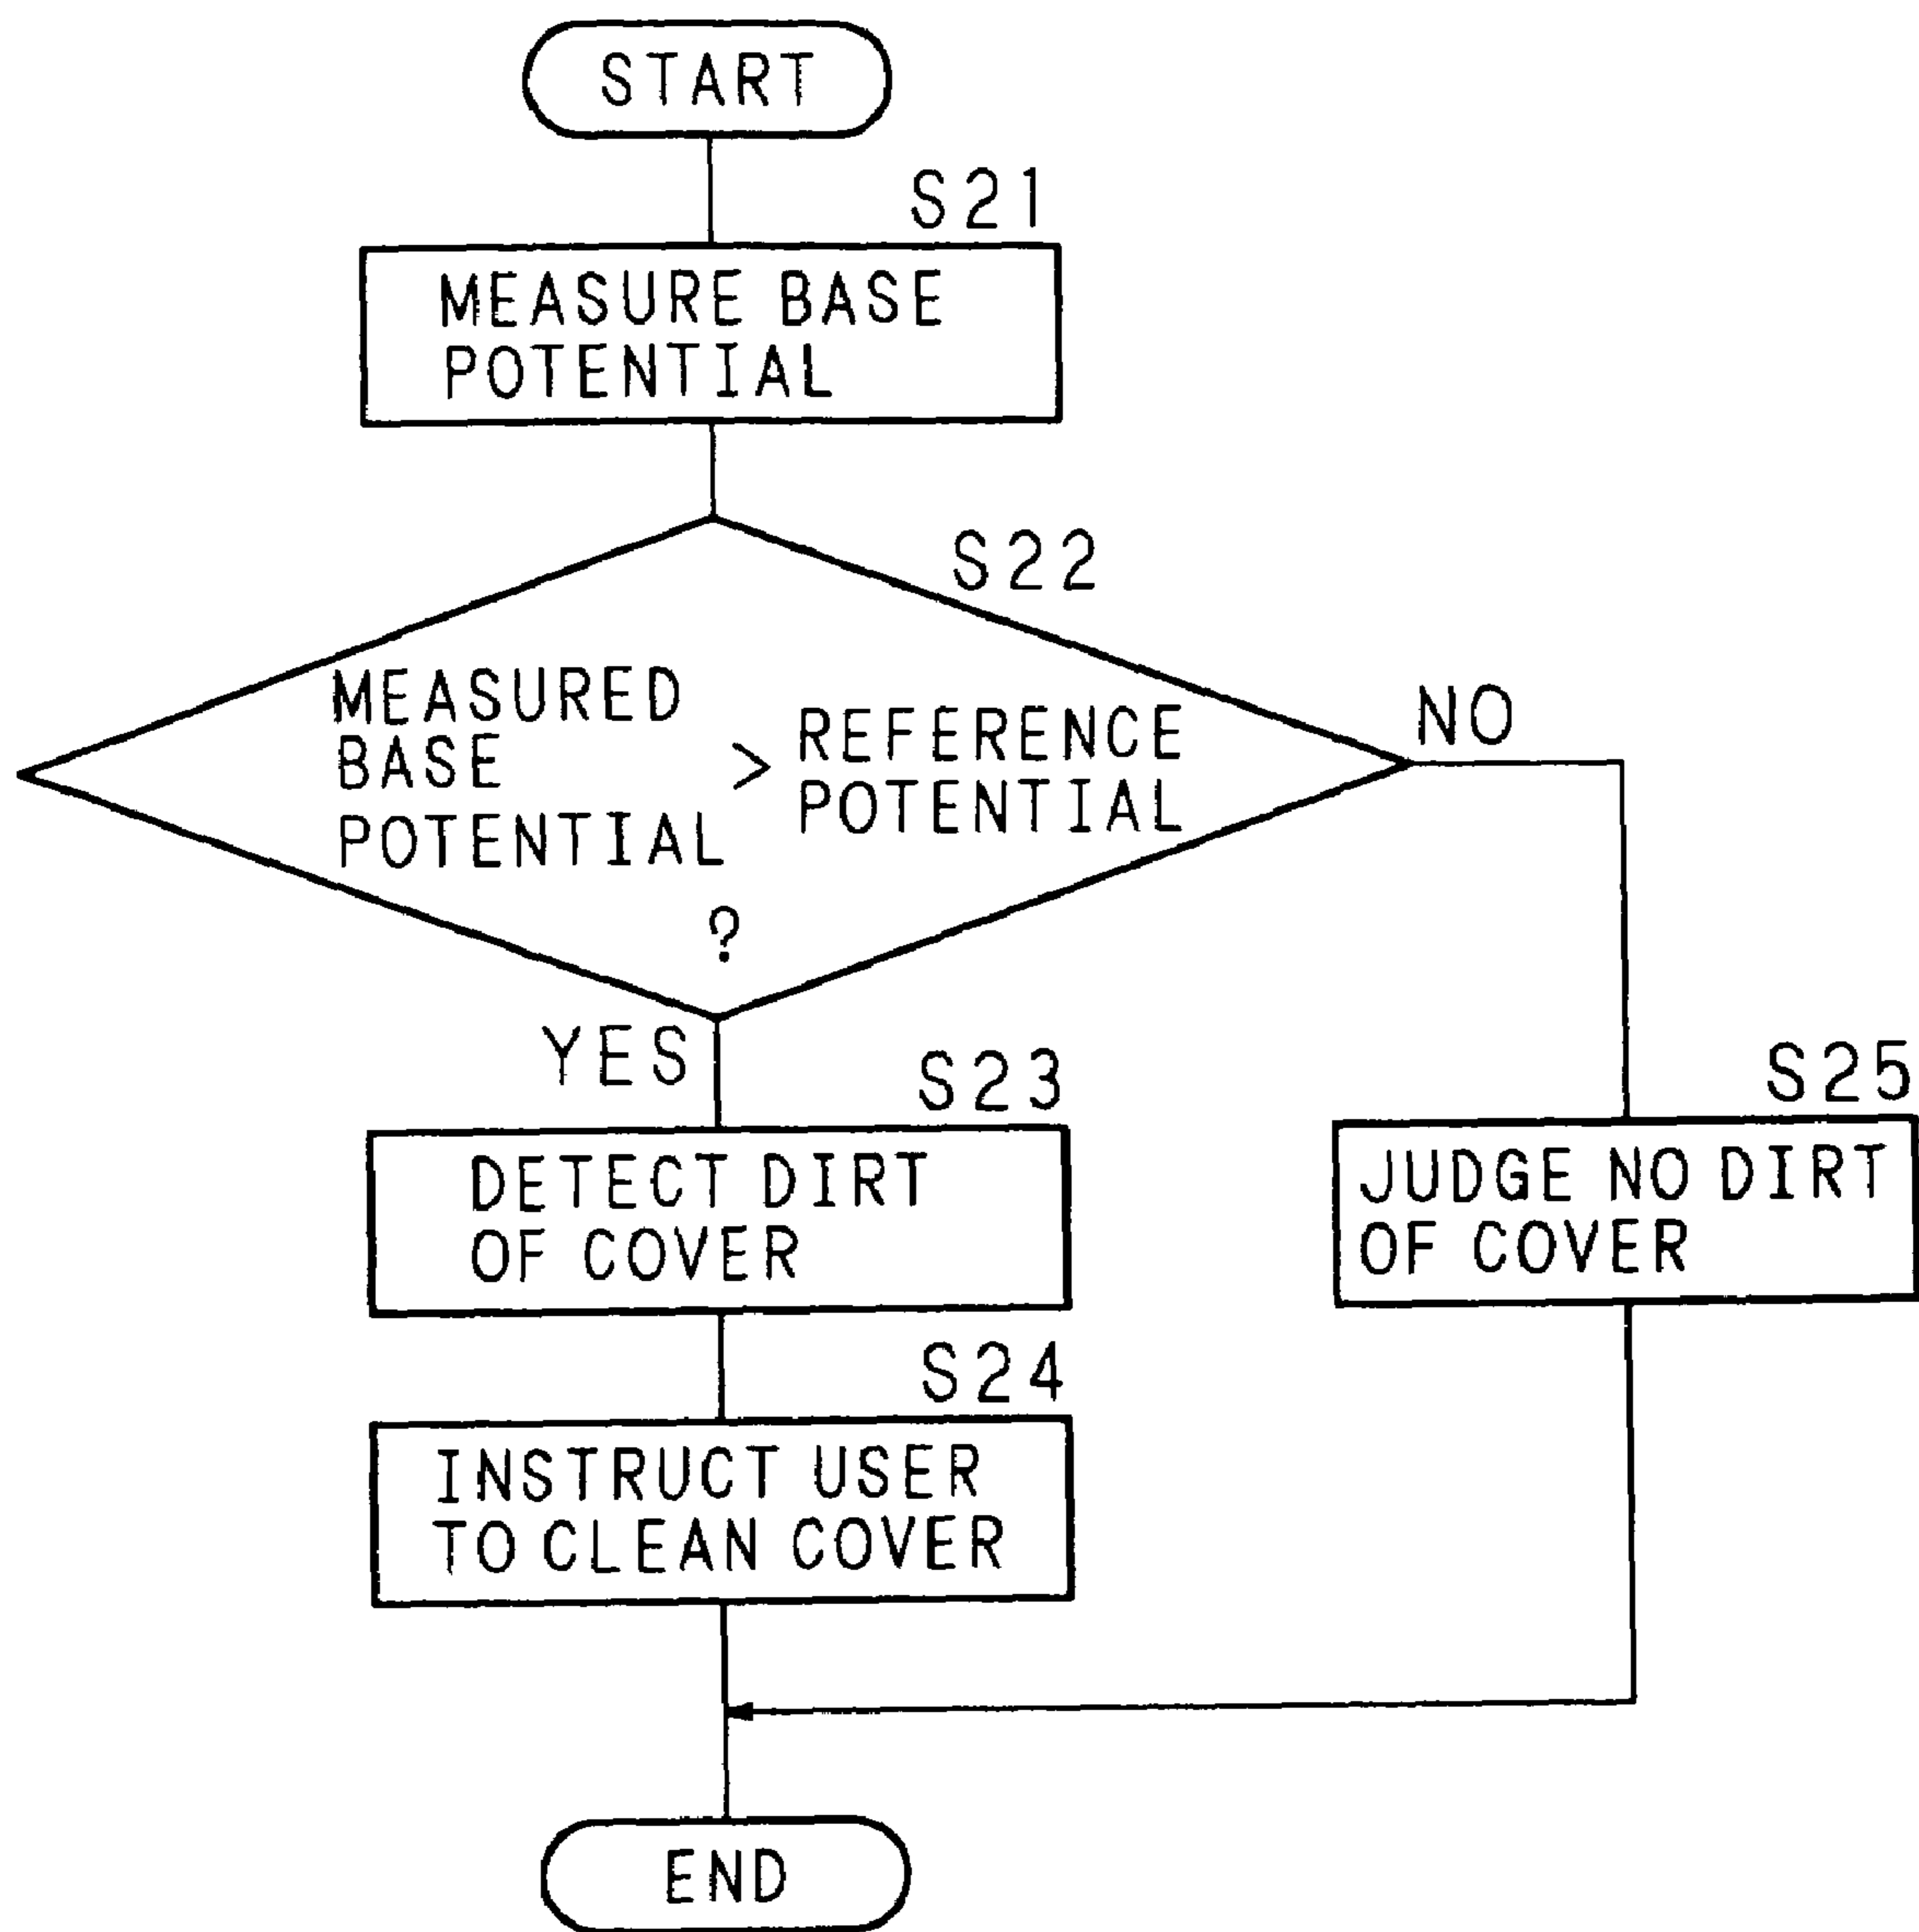 START
S21
MEASURE BASE
POTENTIAL
S22
MEASURED
BASE
POTENTIAL
>
REFERENCE
POTENTIAL
?
NO
YES
S23
DETECT DIRT
OF COVER
S25
JUDGE NO DIRT
OF COVER
S24
INSTRUCT USER
TO CLEAN COVER
END